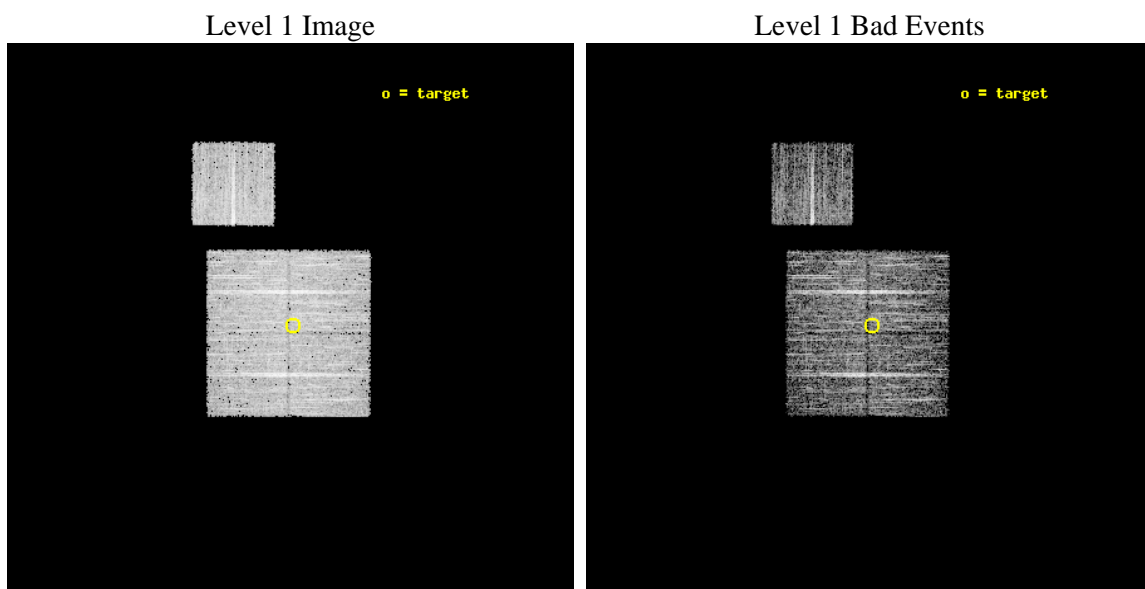 Level 1 Image
Level 1 Bad Events
o = target
o = target